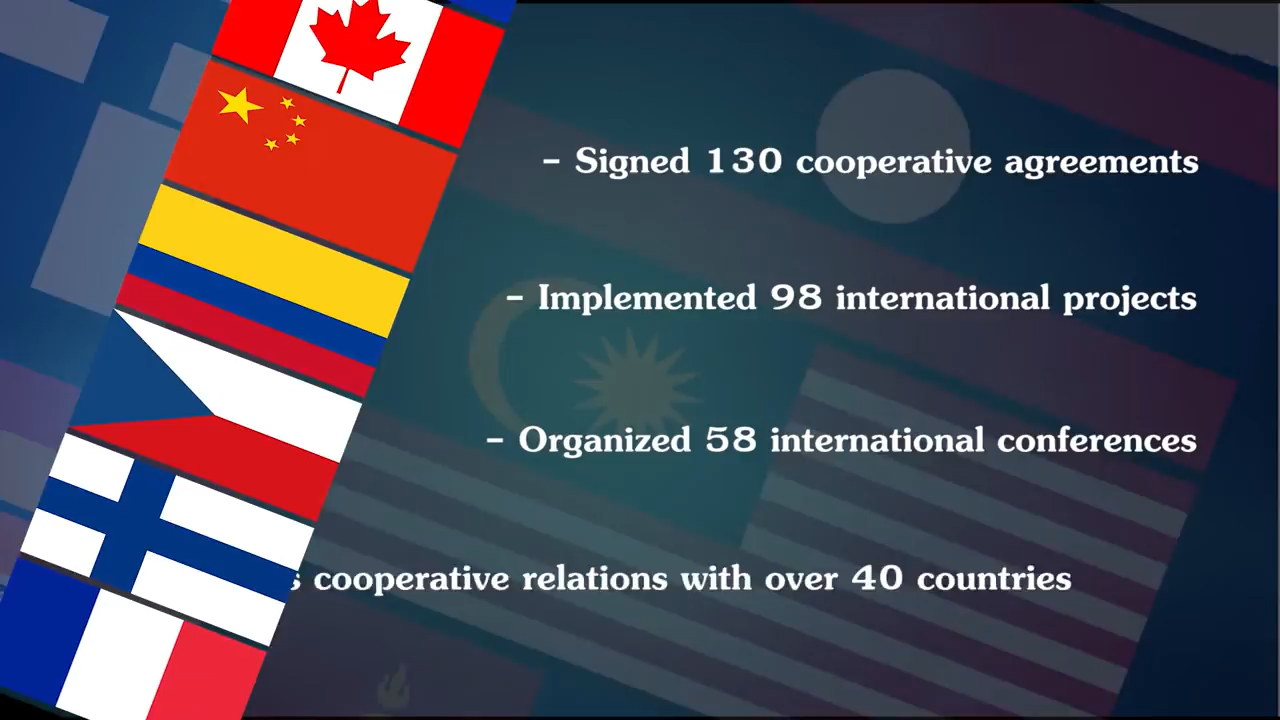 - Signed 130 cooperative agreements
- Implemented 98 international projects
- Organized 58 international conferences
cooperative relations with over 40 countries